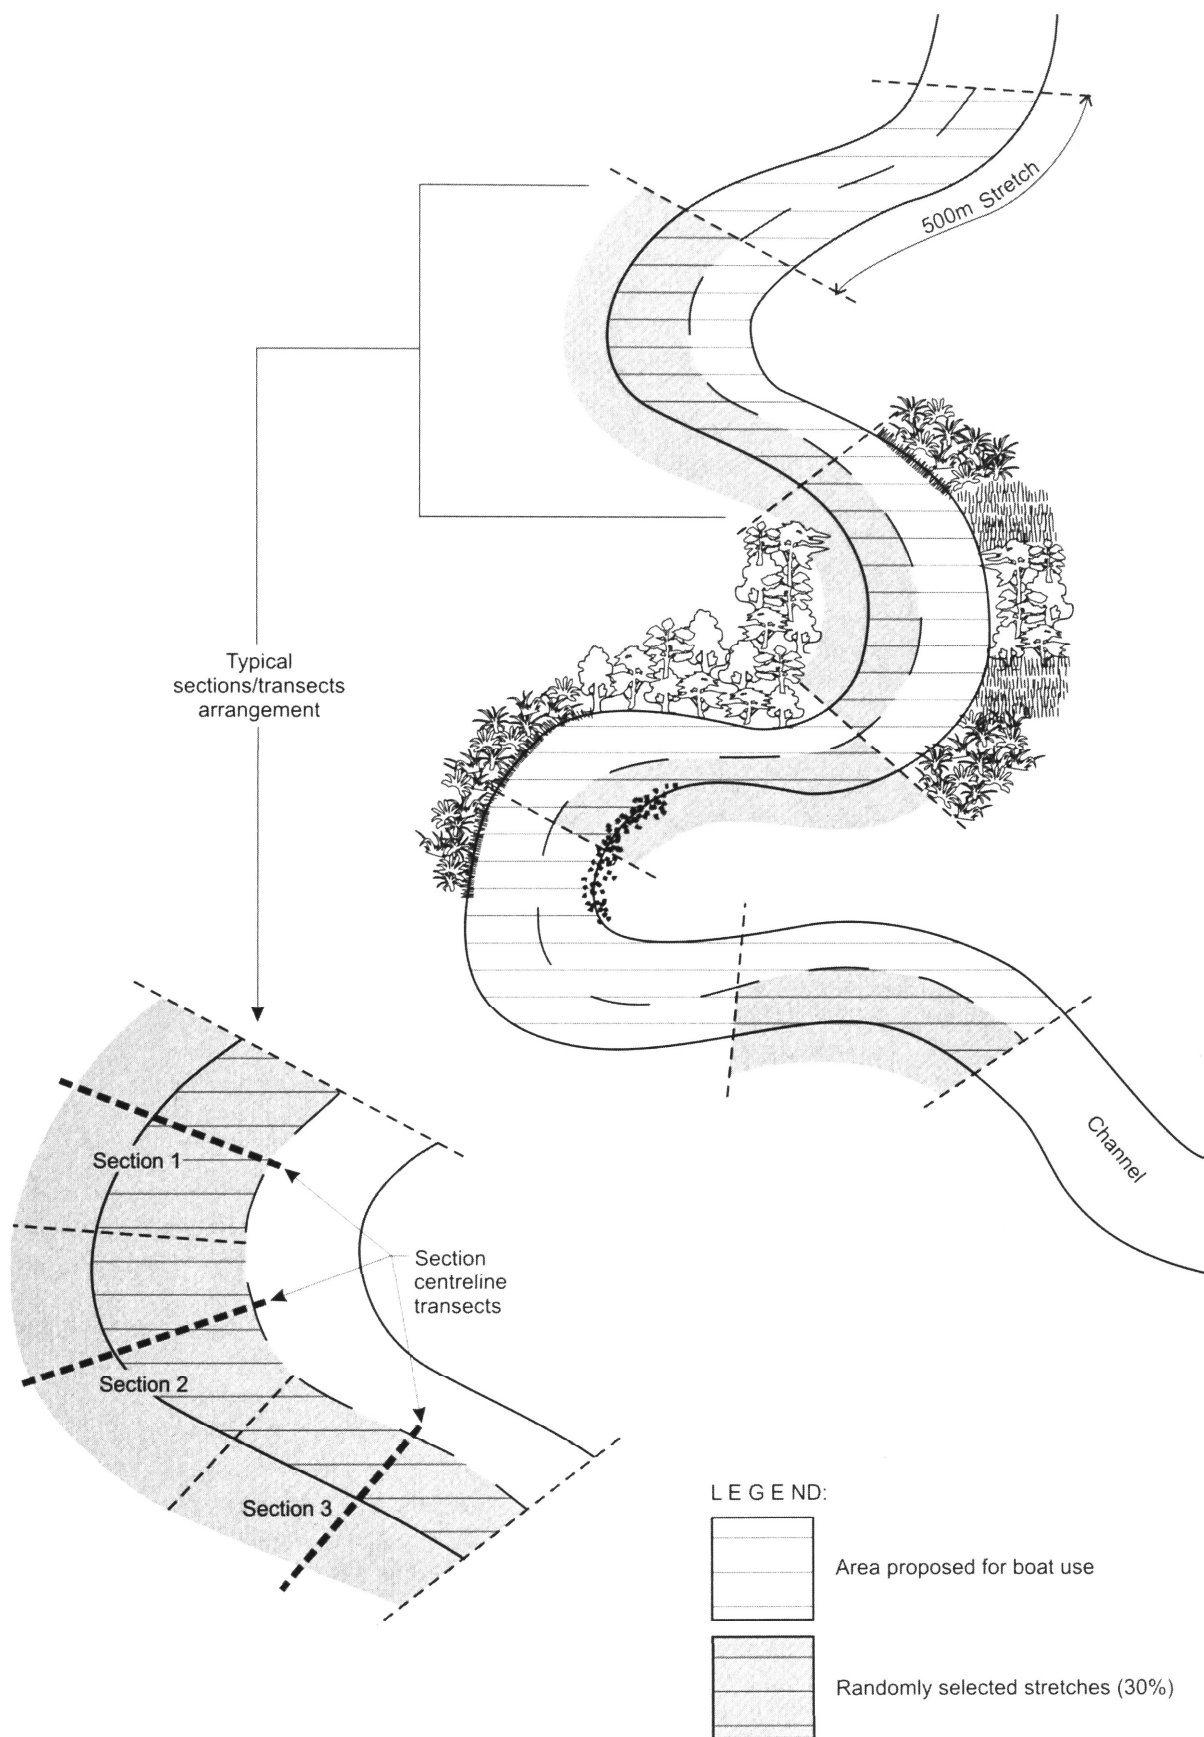 500m Stretch
Typical
sections/transects
arrangement
Channel
Section 1
Section
centreline
transects
Section 2
Section 3
L E G E ND:
Area proposed for boat use
Randomly selected stretches (30%)